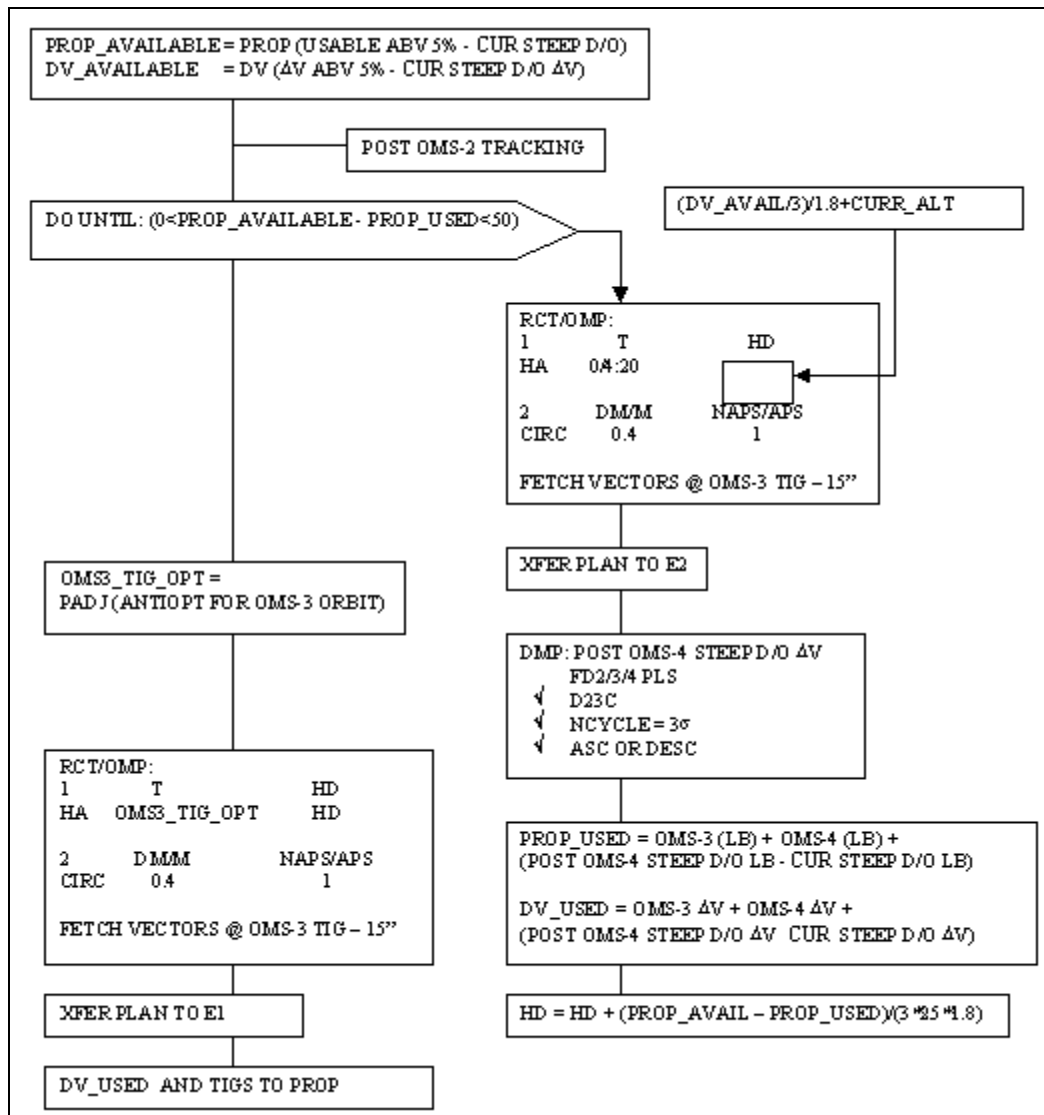 PROP_AVAILABLE = PROP (USABLE ABV 5% - CUR STEEP D/O)
DV_AVAILABLE = DV (ΔV ABV 5% - CUR STEEP D/O ΔV)
POST OMS-2 TRACKING
DO UNTIL: (0<PROP_AVAILABLE - PROP_USED<50)
(DV_AVAIL/3)/1.8+CURR_ALT
RCT/OMP:
1 T HD
HA 0/4:20
2 DM/M NAPS/APS
CIRC 0.4 1
FETCH VECTORS @ OMS-3 TIG – 15”
XFER PLAN TO E2
DMP: POST OMS-4 STEEP D/O ΔV
FD2/3/4 PLS
√ D23C
√ NCYCLE = 3σ
√ ASC OR DESC
PROP_USED = OMS-3 (LB) + OMS-4 (LB) +
(POST OMS-4 STEEP D/O LB - CUR STEEP D/O LB)
DV_USED = OMS-3 ΔV + OMS-4 ΔV +
(POST OMS-4 STEEP D/O ΔV CUR STEEP D/O ΔV)
HD = HD + (PROP_AVAIL – PROP_USED)/(3*25*1.8)
OMS3_TIG_OPT =
PADJ (ANTIOPT FOR OMS-3 ORBIT)
RCT/OMP:
1 T HD
HA OMS3_TIG_OPT HD
2 DM/M NAPS/APS
CIRC 0.4 1
FETCH VECTORS @ OMS-3 TIG – 15”
XFER PLAN TO E1
DV_USED AND TIGS TO PROP